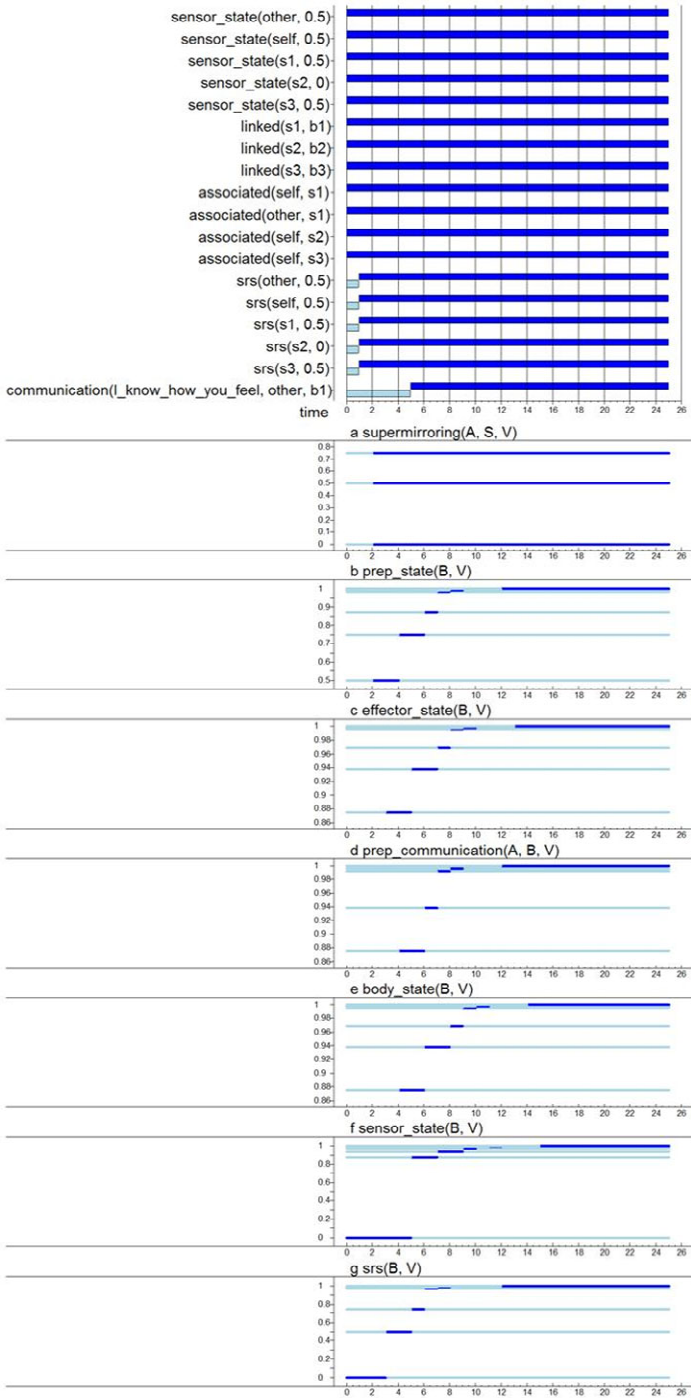 sensor_state(other, 0.5)
sensor_state(self, 0.5)
sensor_state(s1, 0.5)
sensor_state(s2, 0)
sensor_state(s3, 0.5)
linked(s1, b1)
linked(s2, b2)
linked(s3, b3)
associated(self, s1)
associated(other, s1)
associated(self, s2)
associated(self, s3)
srs(other, 0.5)
srs(self, 0.5)
srs(s1, 0.5)
srs(s2, 0)
srs(s3, 0.5)
communication(I_know_how_you_feel, other, b1)
time 0 2 4 6 8 10 12 14 16 18 20 22 24 26
a supermirroring(A, S, V)
0.8
0.7
0.6
0.5
0.4
0.3
0.2
0.1
0
0 2 4 6 8 10 12 14 16 18 20 22 24 26
b prep_state(B, V)
1
0.9
0.8
0.7
0.6
0.5
0 2 4 6 8 10 12 14 16 18 20 22 24 26
c effector_state(B, V)
1
0.98
0.96
0.94
0.92
0.9
0.88
0.86
0 2 4 6 8 10 12 14 16 18 20 22 24 26
d prep_communication(A, B, V)
1
0.98
0.96
0.94
0.92
0.9
0.88
0.86
0 2 4 6 8 10 12 14 16 18 20 22 24 26
e body_state(B, V)
1
0.98
0.96
0.94
0.92
0.9
0.88
0.86
0 2 4 6 8 10 12 14 16 18 20 22 24 26
f sensor_state(B, V)
1
0.8
0.6
0.4
0.2
0
0 2 4 6 8 10 12 14 16 18 20 22 24 26
g srs(B, V)
1
0.8
0.6
0.4
0.2
0
0 2 4 6 8 10 12 14 16 18 20 22 24 26